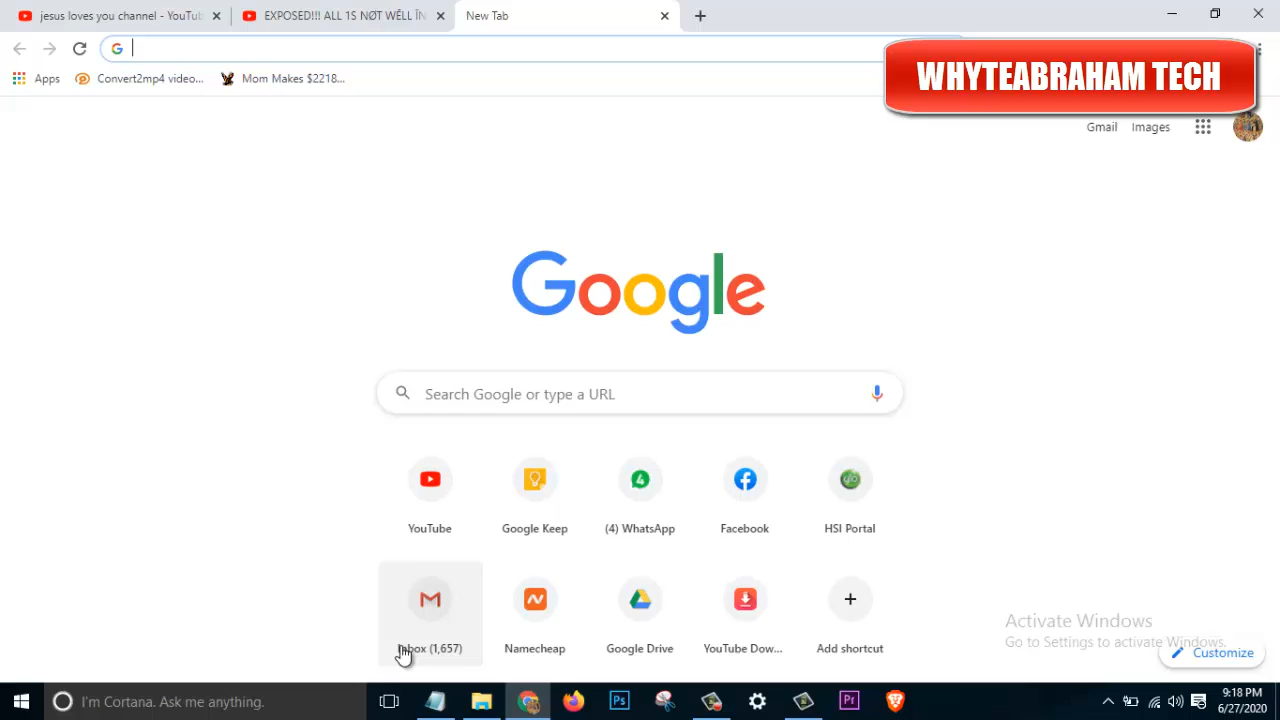 jesus loves you channel - YouTub
EXPOSED!!! ALL 1S NØT WÉLL ÎN
New Tab
Apps
Convert2mp4 video...
Mom Makes $2218...
WHYTEABRAHAM TECH
Gmail
Images
Google
Search Google or type a URL
YouTube
Google Keep
(4) WhatsApp
Facebook
HSI Portal
Inbox (1,657)
Namecheap
Google Drive
YouTube Dow...
Add shortcut
Activate Windows
Go to Settings to activate Windows.
Customize
I'm Cortana. Ask me anything.
Ps
Pr
9:18 PM
6/27/2020